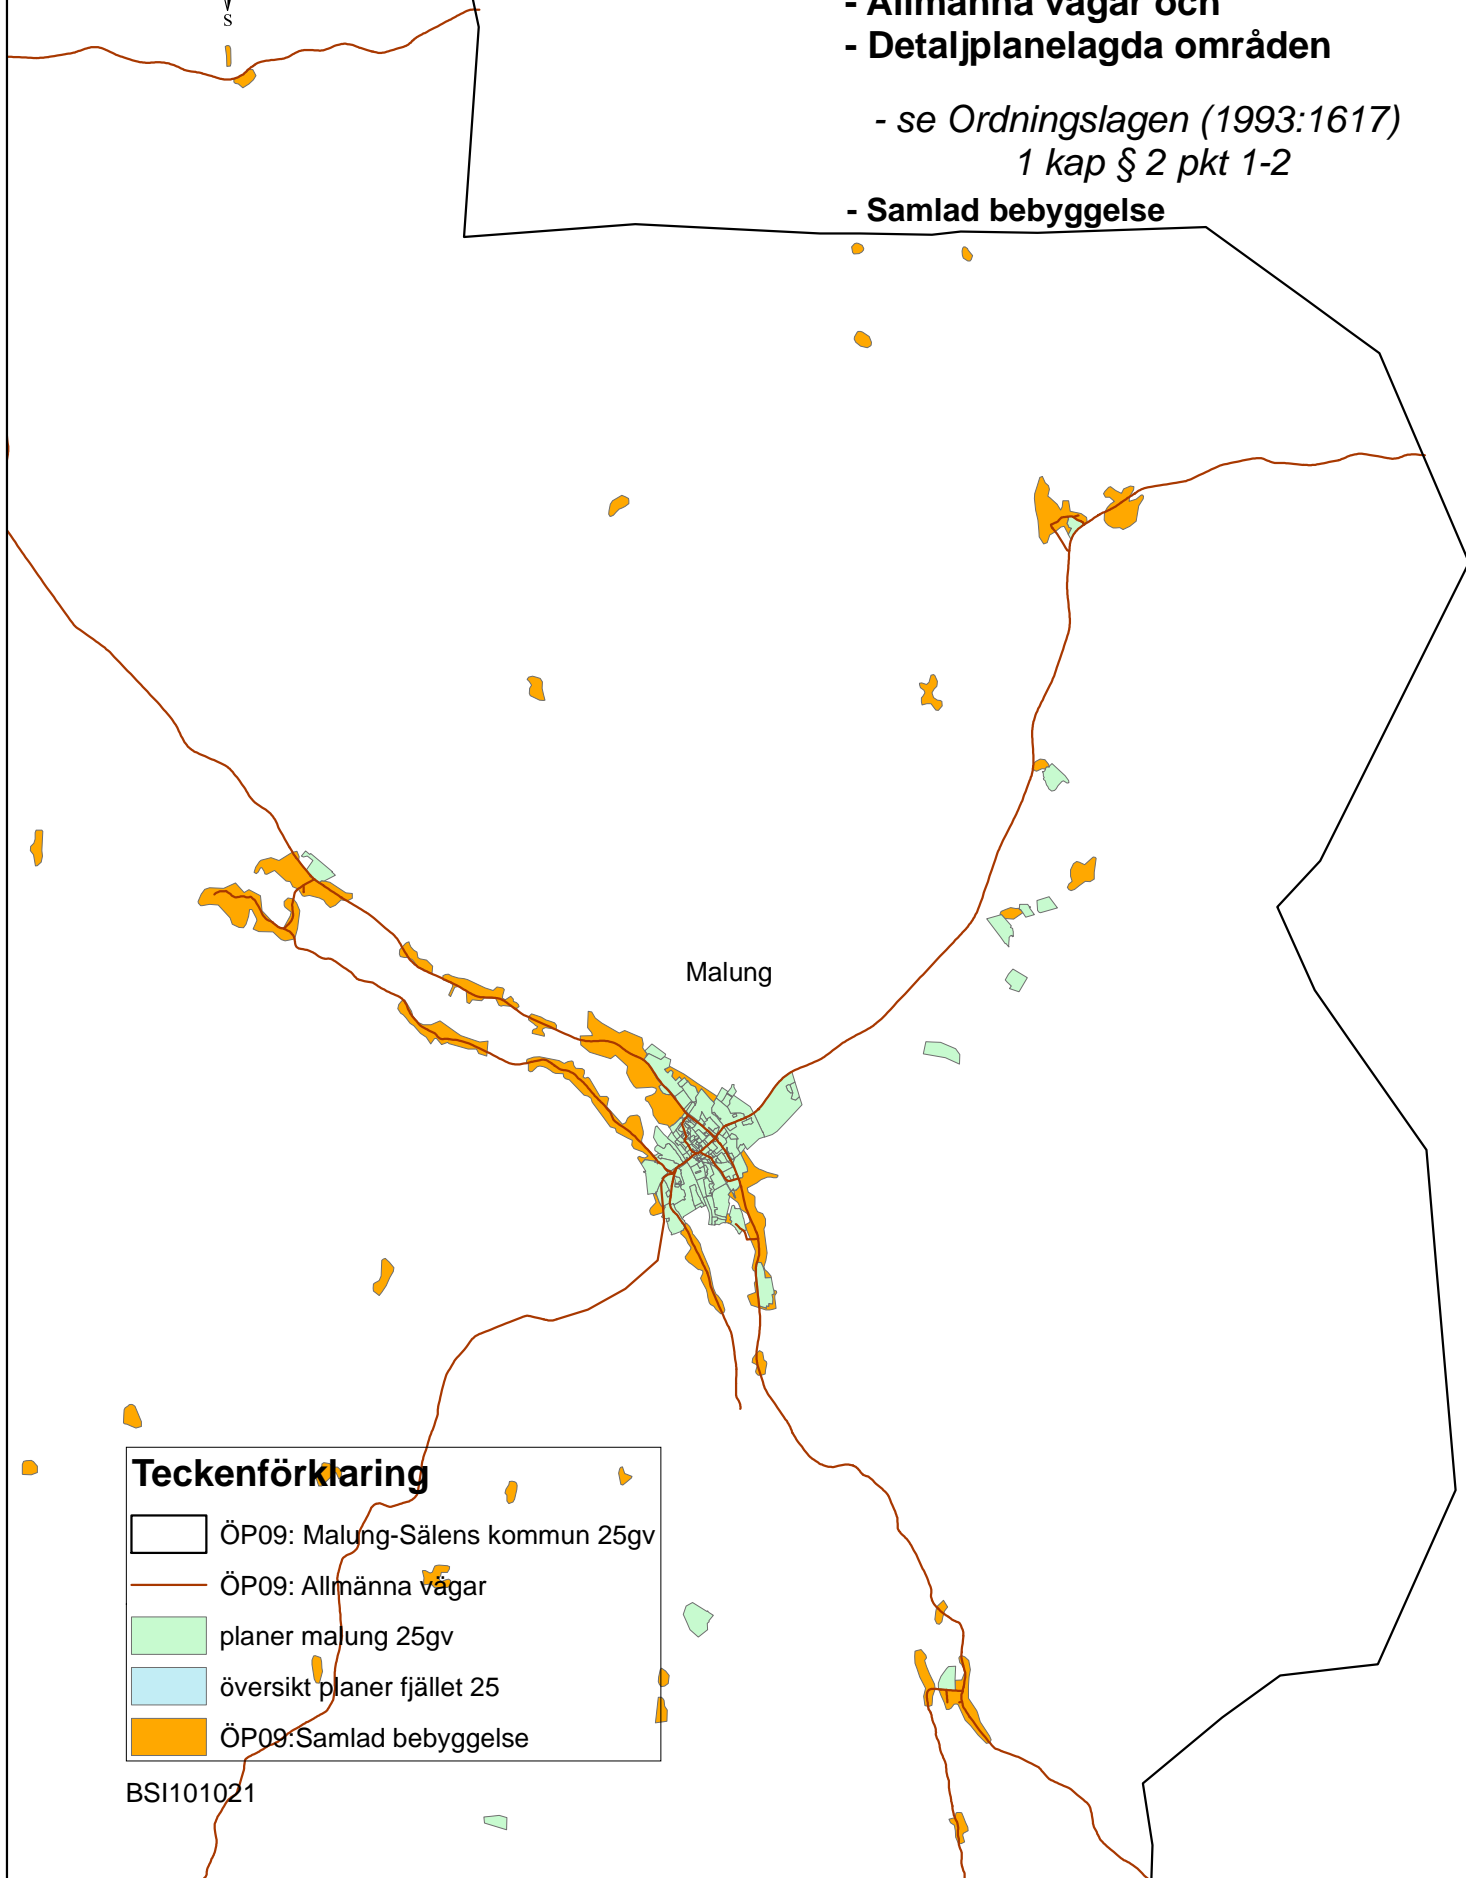 S
- Allmänna vägar och
- Detaljplanelagda områden
- se Ordningslagen (1993:1617)
1 kap § 2 pkt 1-2
- Samlad bebyggelse
Malung
Teckenförklaring
ÖP09: Malung-Sälens kommun 25gv
ÖP09: Allmänna vägar
planer malung 25gv
översikt planer fjället 25
ÖP09:Samlad bebyggelse
BSI101021